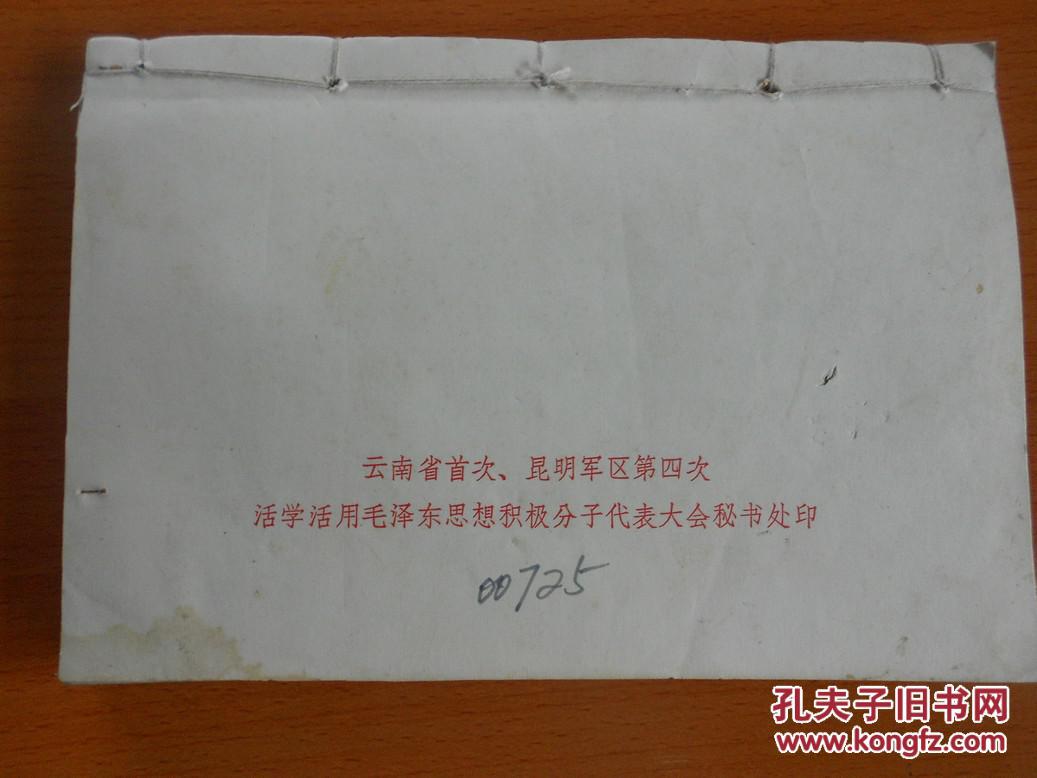 云南省首次、昆明军区第四次
活学活用毛泽东思想积极分子代表大会秘书处印
00725
孔夫子旧书网
www.kongfz.com